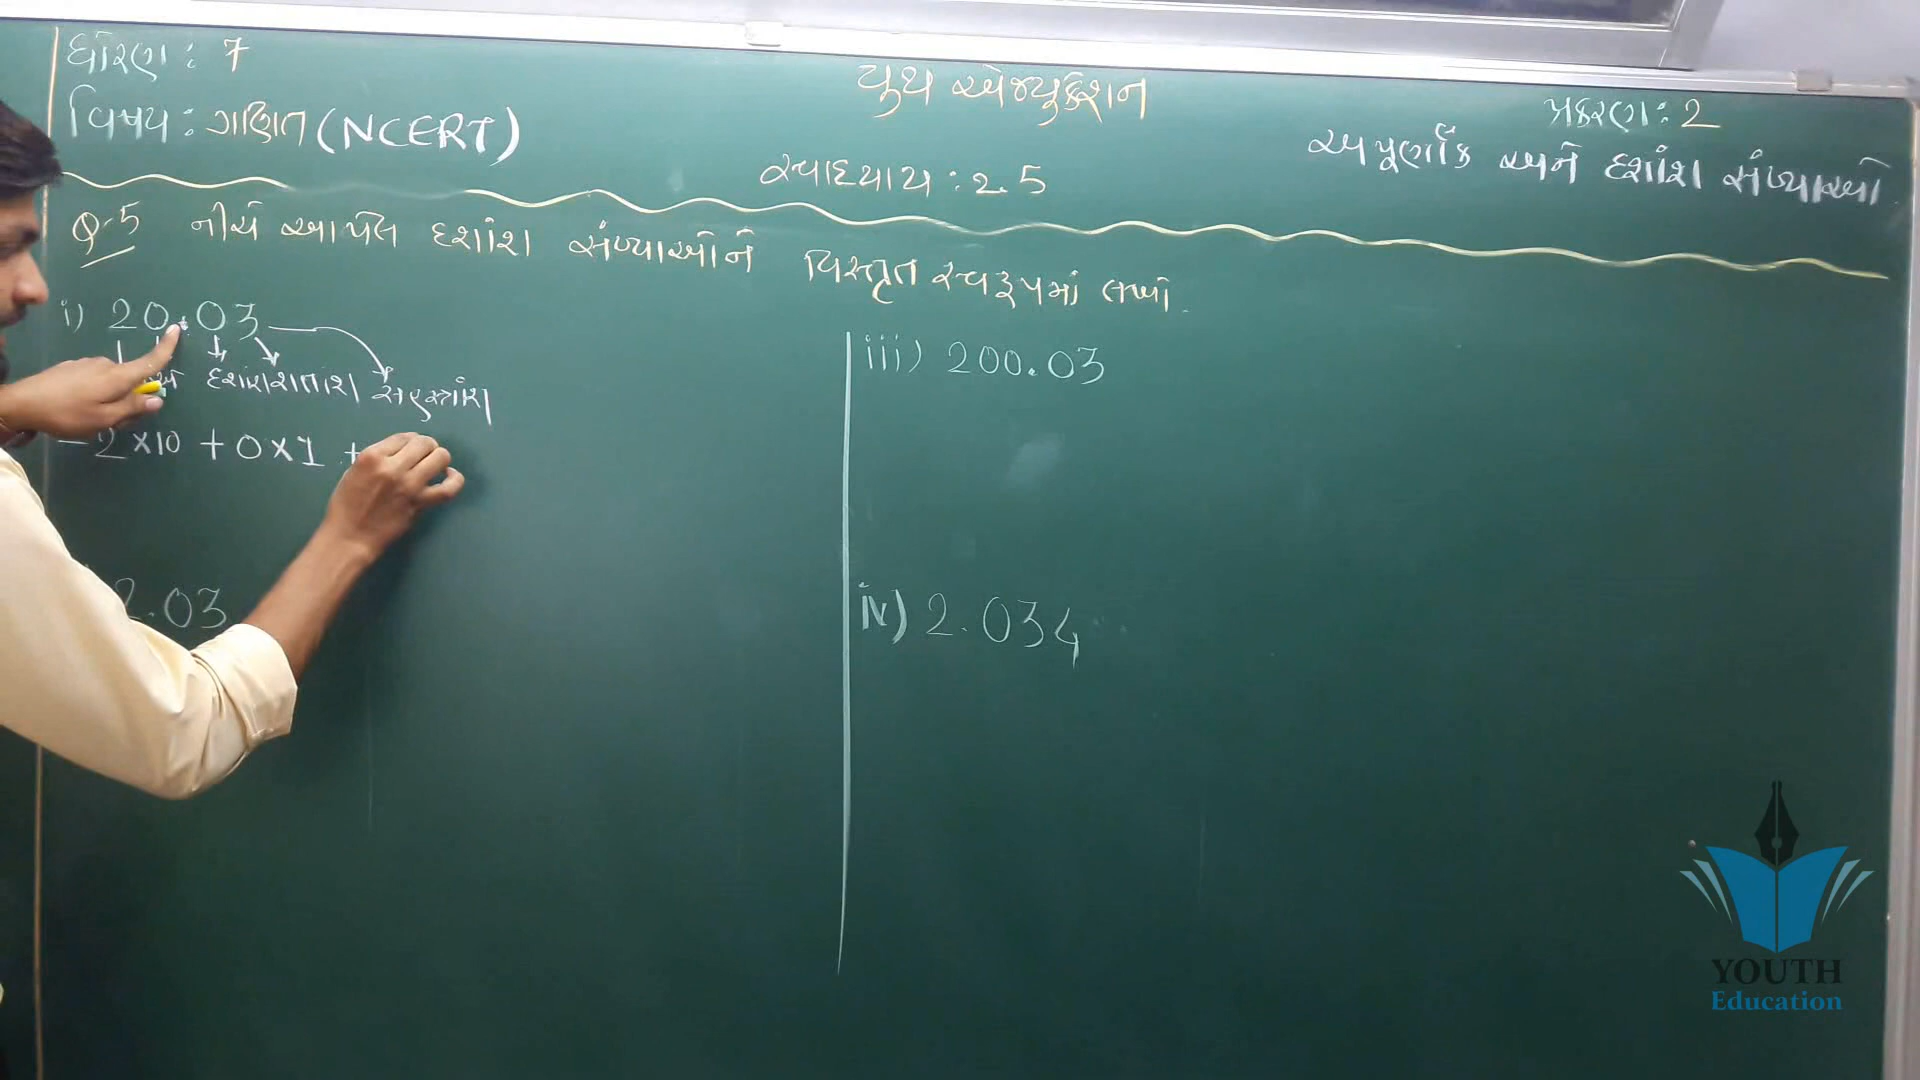 ધોરણ : 7
વિષય : ગણિત (NCERT)
યુથ એજ્યુકેશન
સ્વાધ્યાય : 2.5
પ્રકરણ : 2
અપૂર્ણાંક અને દશાંશ સંખ્યાઓ
Q-5 નીચે આપેલ દશાંશ સંખ્યાઓને વિસ્તૃત સ્વરૂપમાં લખો.
i) 20.03
દશાંશ શતાંશ સહસ્ત્રાંશ
= 2×10 + 0×1 +
2.03
iii) 200.03
iv) 2.034
YOUTH
Education